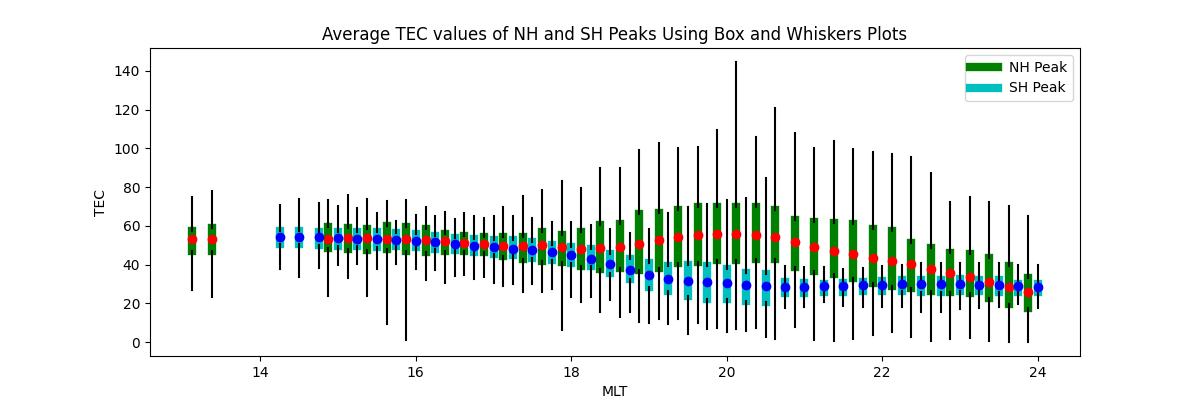 Average TEC values of NH and SH Peaks Using Box and Whiskers Plots
NH Peak
SH Peak
TEC
140
120
100
80
60
40
20
0
14
16
18
20
22
24
MLT